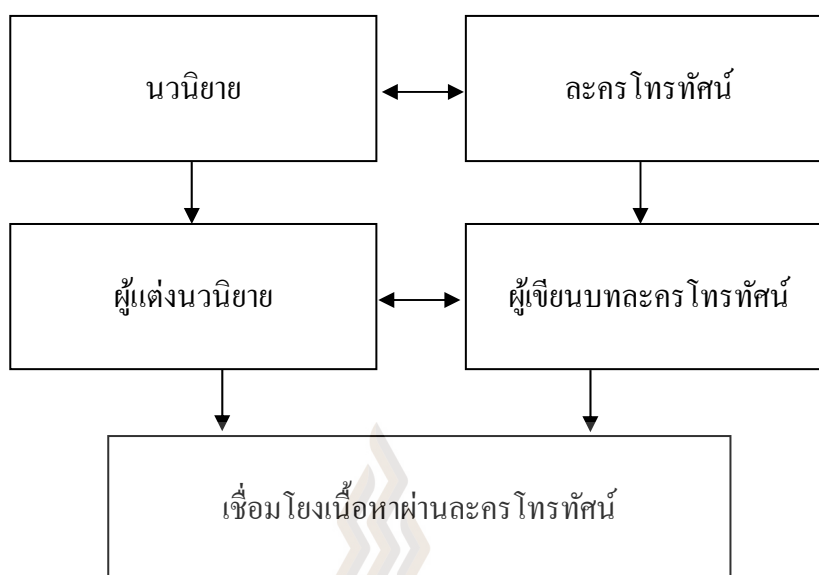 นวนิยาย
ละครโทรทัศน์
ผู้แต่งนวนิยาย
ผู้เขียนบทละครโทรทัศน์
เชื่อมโยงเนื้อหาผ่านละครโทรทัศน์